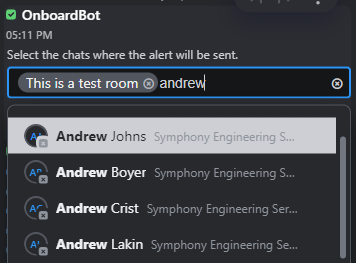 OnboardBot
05:11 PM
Select the chats where the alert will be sent.
This is a test room andrew
Andrew Johns Symphony Engineering S...
Andrew Boyer Symphony Engineering S...
Andrew Crist Symphony Engineering Ser...
Andrew Lakin Symphony Engineering Ser...